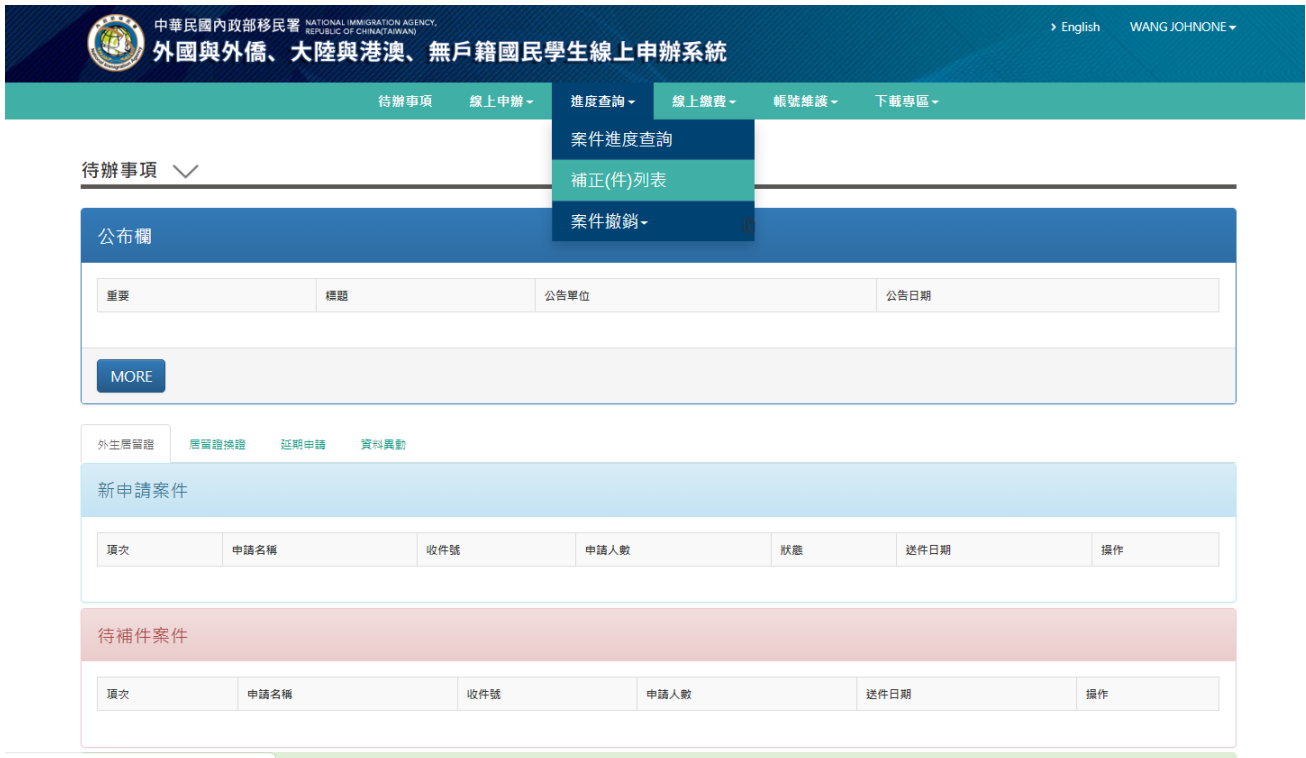 中華民國內政部移民署 NATIONAL IMMIGRATION AGENCY, REPUBLIC OF CHINA(TAIWAN)
外國與外僑、大陸與港澳、無戶籍國民學生線上申辦系統
English WANG JOHNONE
待辦事項 線上申辦 進度查詢 線上繳費 帳號維護 下載專區
案件進度查詢
補正(件)列表
案件撤銷
待辦事項
公布欄
重要 標題 公告單位 公告日期
MORE
外生居留證 居留證換證 延期申請 資料異動
新申請案件
項次 申請名稱 收件號 申請人數 狀態 送件日期 操作
待補件案件
項次 申請名稱 收件號 申請人數 送件日期 操作